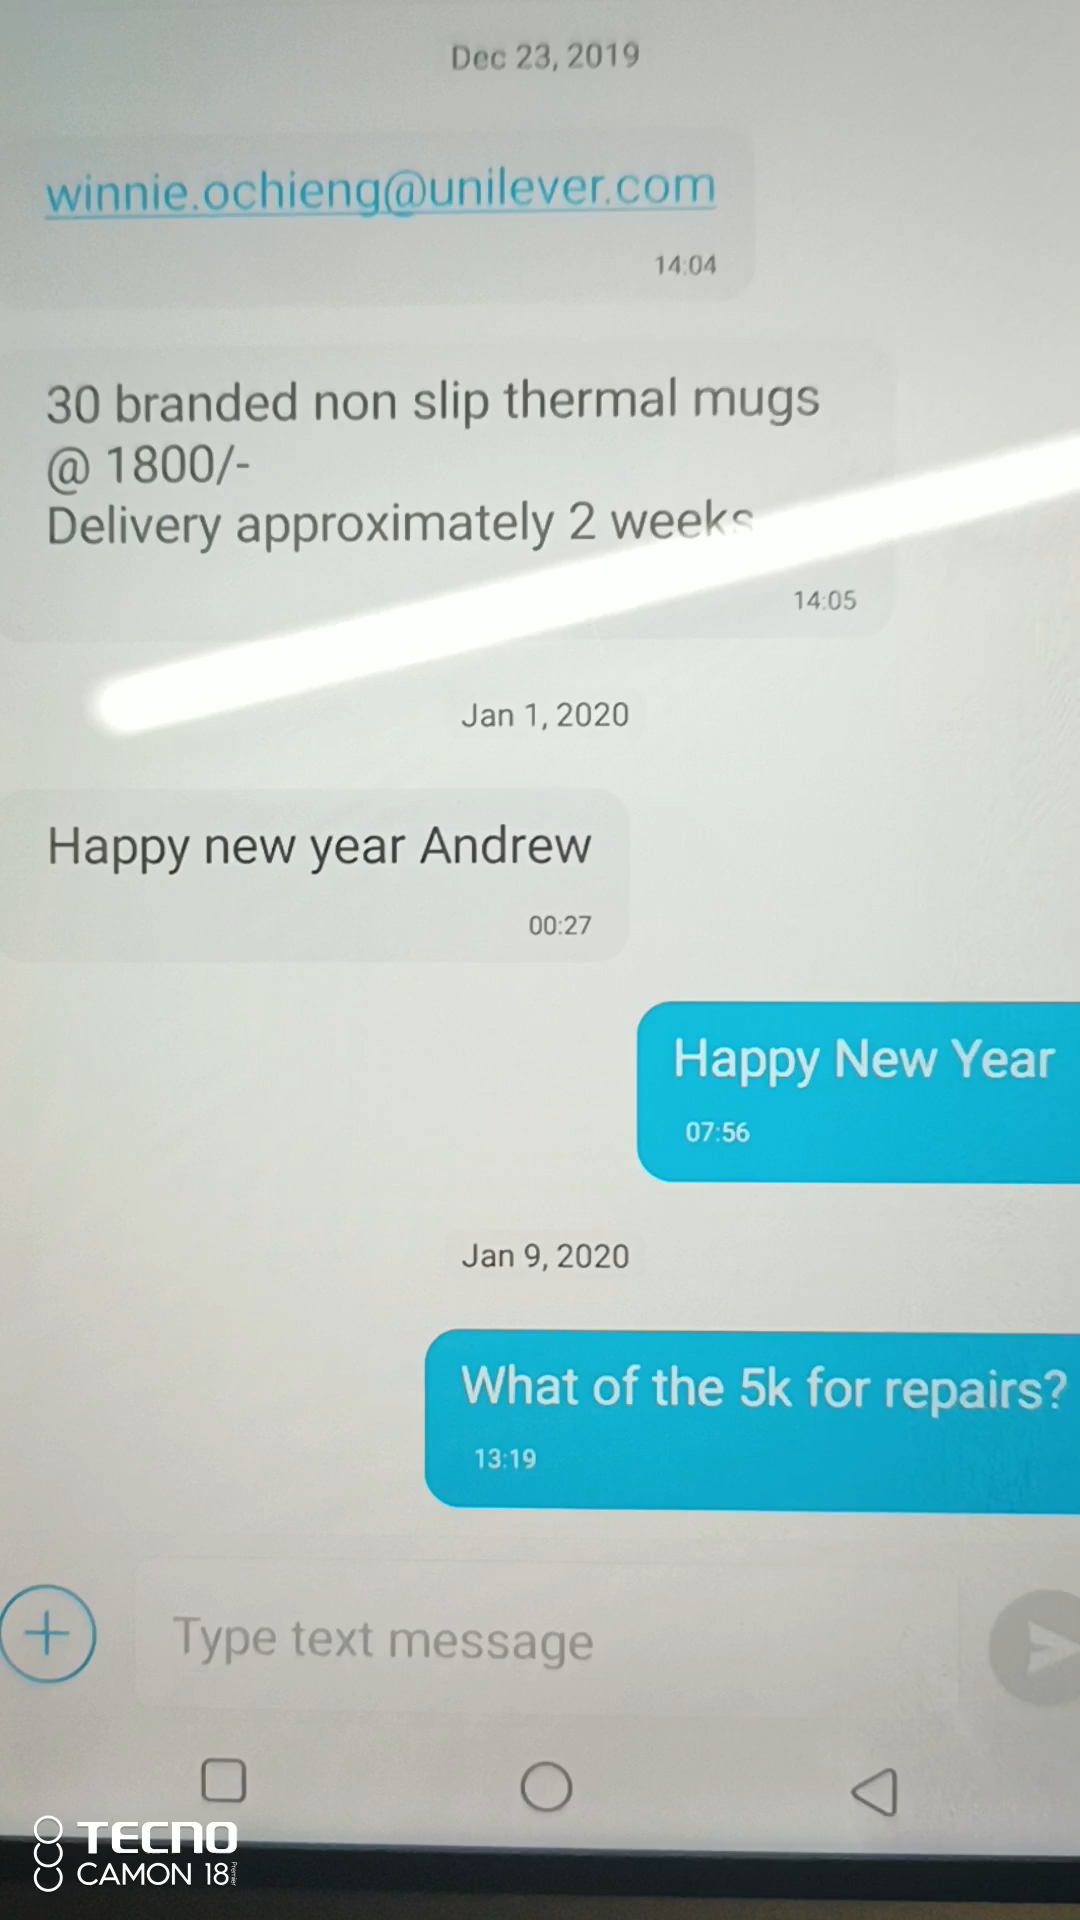 Dec 23, 2019
winnie.ochieng@unilever.com
14:04
30 branded non slip thermal mugs
@ 1800/-
Delivery approximately 2 weeks
14:05
Jan 1, 2020
Happy new year Andrew
00:27
Happy New Year
07:56
Jan 9, 2020
What of the 5k for repairs?
13:19
Type text message
TECNO
CAMON 18 Premier